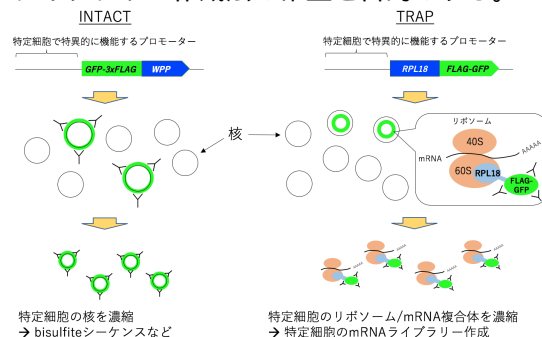 INTACT
TRAP
特定細胞で特異的に機能するプロモーター
特定細胞で特異的に機能するプロモーター
GFP-3xFLAG
WPP
RPL18
FLAG-GFP
核
リボソーム
40S
mRNA
AAAAA
60S
RPL18
FLAG-
GFP
特定細胞の核を濃縮
→ bisulfiteシーケンスなど
特定細胞のリボソーム/mRNA複合体を濃縮
→ 特定細胞のmRNAライブラリー作成